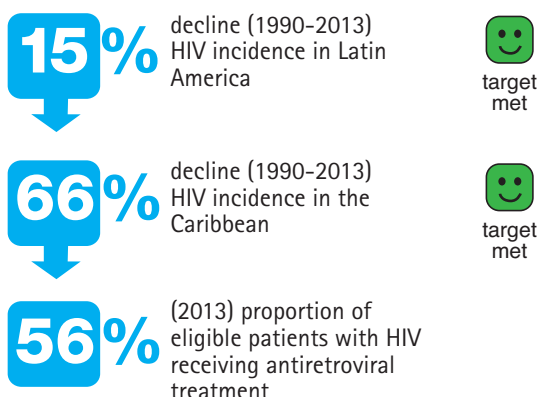 15%
decline (1990-2013)
HIV incidence in Latin
America
target
met
66%
decline (1990-2013)
HIV incidence in the
Caribbean
target
met
56%
(2013) proportion of
eligible patients with HIV
receiving antiretroviral
treatment